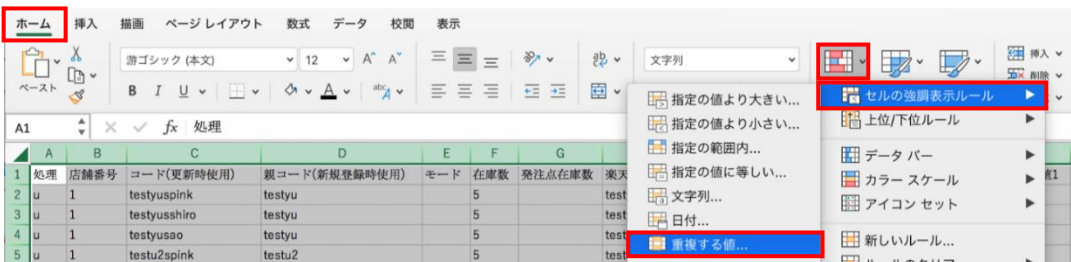 ホーム 挿入 描画 ページ レイアウト 数式 データ 校閲 表示
ペースト 游ゴシック (本文) 12 A^ A˅ ab 文字列 挿入
B I U A abc A 削除
A1 fx 処理
A B C D E F G
1 処理 店舗番号 コード(更新時使用) 親コード(新規登録時使用) モード 在庫数 発注点在庫数 楽天
2 u 1 testyuspink testyu 5 test
3 u 1 testyusshiro testyu 5 test
4 u 1 testyusao testyu 5 test
5 u 1 testu2spink testu2 5 test
指定の値より大きい...
指定の値より小さい...
指定の範囲内...
指定の値に等しい...
文字列...
日付...
重複する値...
セルの強調表示ルール
上位/下位ルール
データ バー
カラー スケール
アイコン セット
新しいルール...